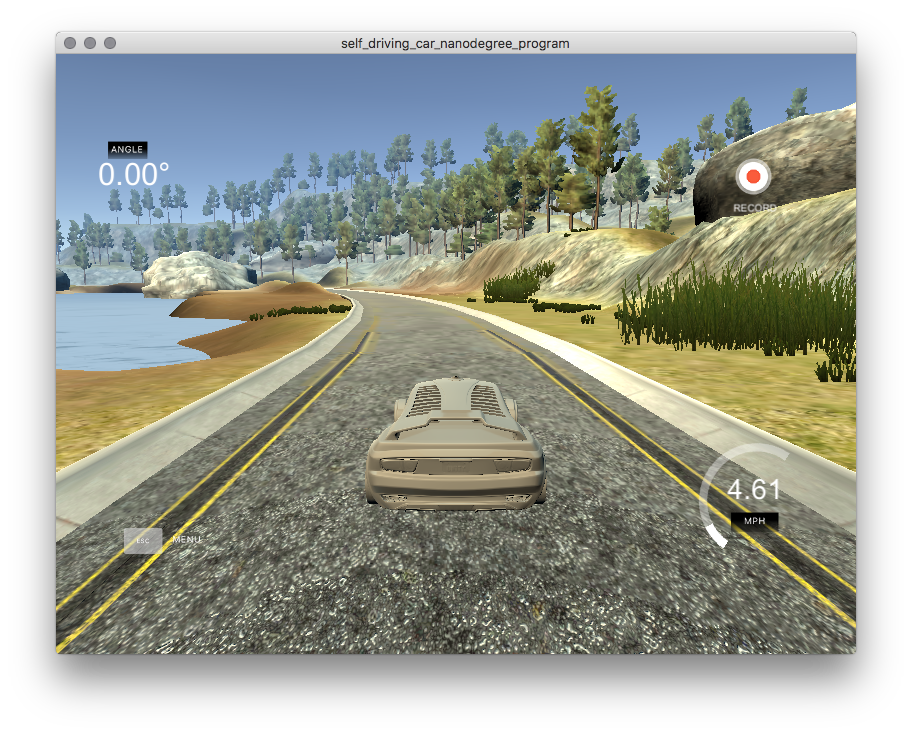 self_driving_car_nanodegree_program
ANGLE
0.00°
RECORD
4.61
MPH
ESC
MENU